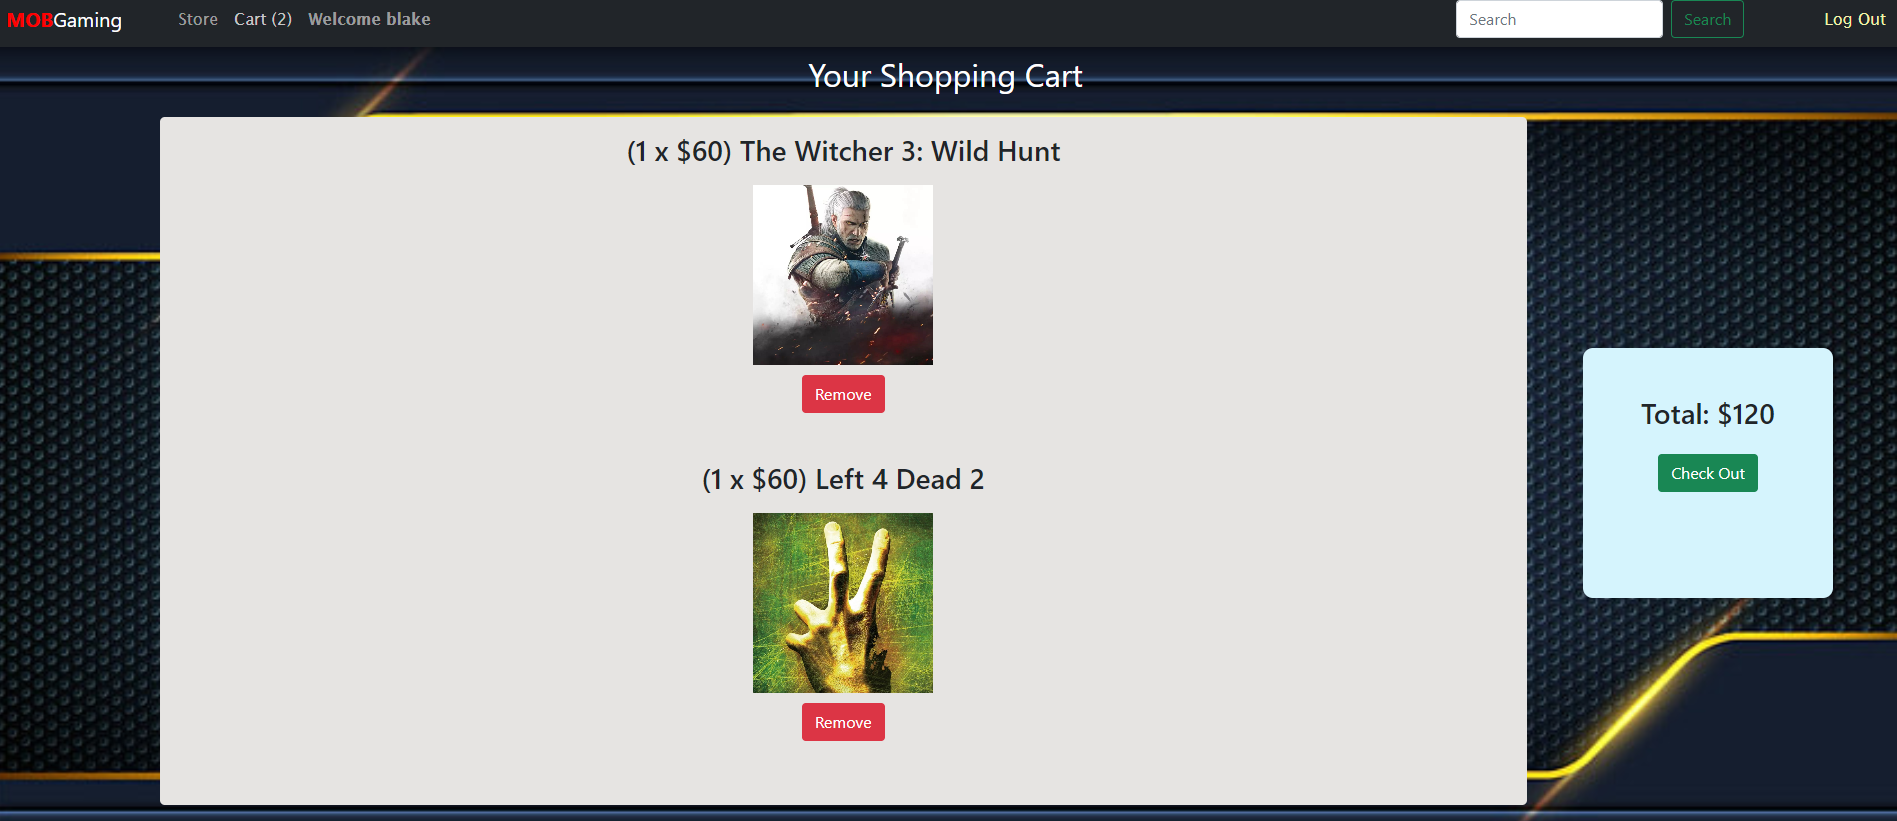 MOBGaming Store Cart (2) Welcome blake Search Search Log Out
Your Shopping Cart
(1 x $60) The Witcher 3: Wild Hunt
Remove
(1 x $60) Left 4 Dead 2
Remove
Total: $120
Check Out